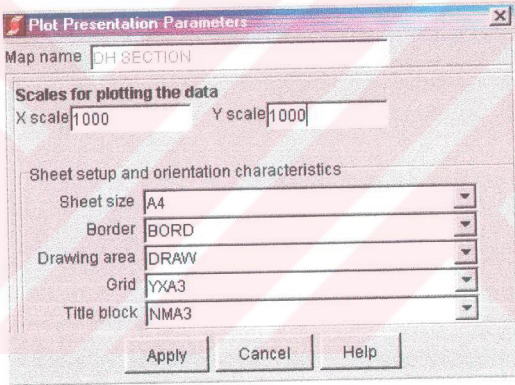 Plot Presentation Parameters
Map name DH SECTION
Scales for plotting the data
X scale 1000 Y scale 1000
Sheet setup and orientation characteristics
Sheet size A4
Border BORD
Drawing area DRAW
Grid YXA3
Title block NMA3
Apply Cancel Help